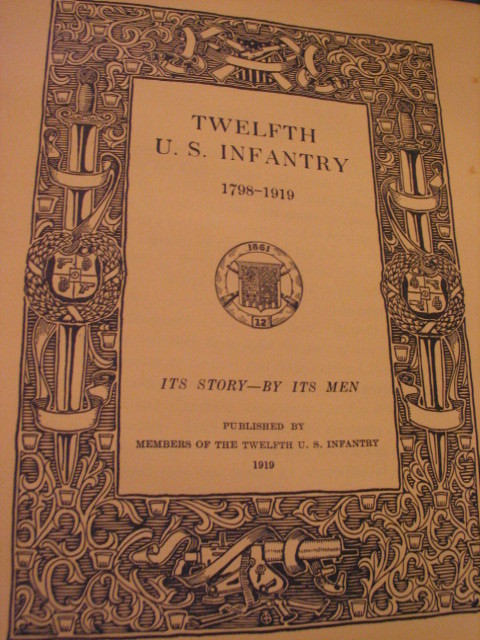 TWELFTH
U. S. INFANTRY
1798-1919
1861
12
ITS STORY—BY ITS MEN
PUBLISHED BY
MEMBERS OF THE TWELFTH U. S. INFANTRY
1919